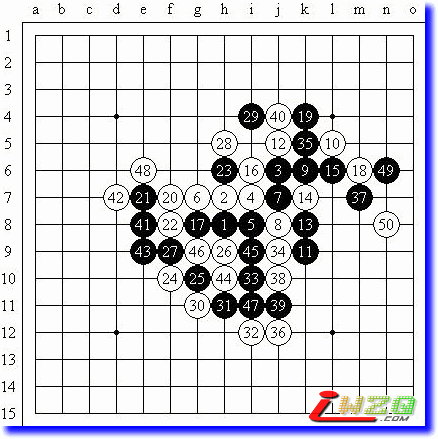 a b c d e f g h i j k l m n o
1
2
3
4 29 40 19
5 28 12 35 10
6 48 23 16 3 9 15 18 49
7 42 21 20 6 2 4 7 14 37
8 41 22 17 1 5 8 13 50
9 43 27 46 26 45 34 11
10 24 25 44 33 38
11 30 31 47 39
12 32 36
13
14
15
iWZQ
.COM